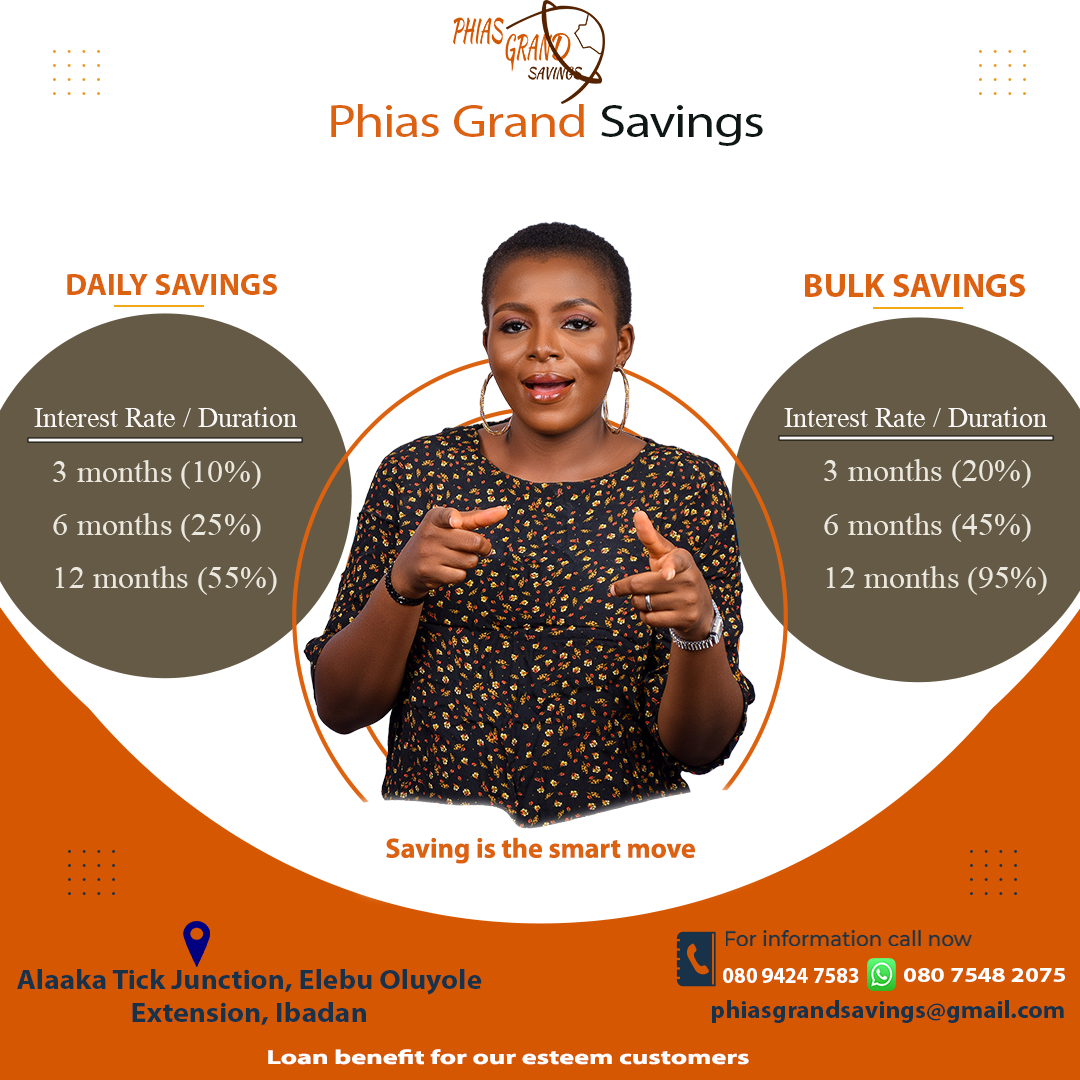 PHIAS
GRAND
SAVINGS
Phias Grand Savings
DAILY SAVINGS
Interest Rate / Duration
3 months (10%)
6 months (25%)
12 months (55%)
BULK SAVINGS
Interest Rate / Duration
3 months (20%)
6 months (45%)
12 months (95%)
Saving is the smart move
Alaaka Tick Junction, Elebu Oluyole
Extension, Ibadan
For information call now
080 9424 7583 080 7548 2075
phiasgrandsavings@gmail.com
Loan benefit for our esteem customers